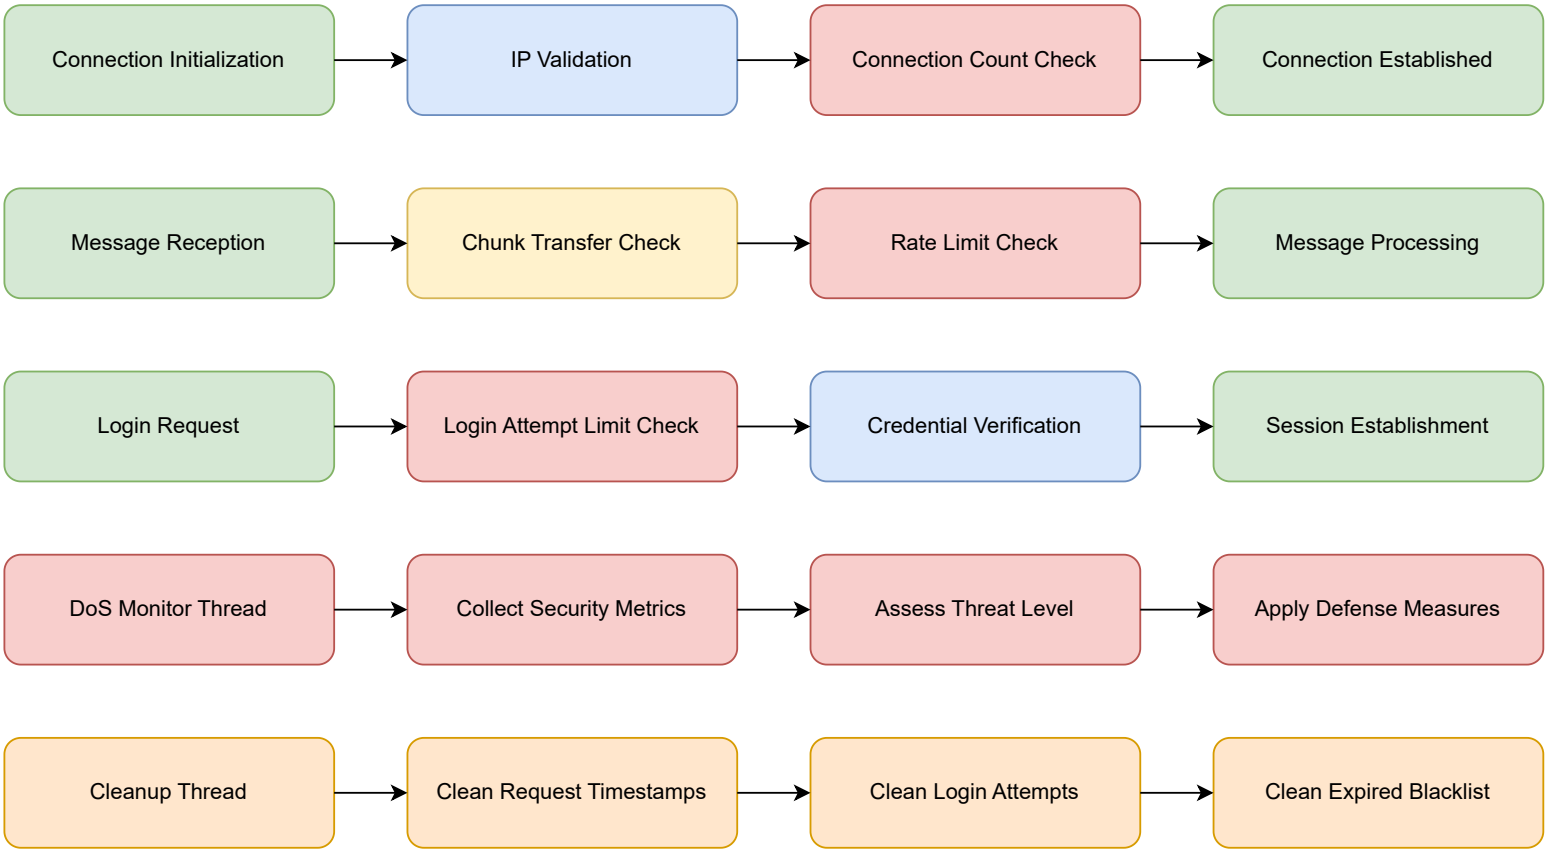 Connection Initialization
IP Validation
Connection Count Check
Connection Established
Message Reception
Chunk Transfer Check
Rate Limit Check
Message Processing
Login Request
Login Attempt Limit Check
Credential Verification
Session Establishment
DoS Monitor Thread
Collect Security Metrics
Assess Threat Level
Apply Defense Measures
Cleanup Thread
Clean Request Timestamps
Clean Login Attempts
Clean Expired Blacklist